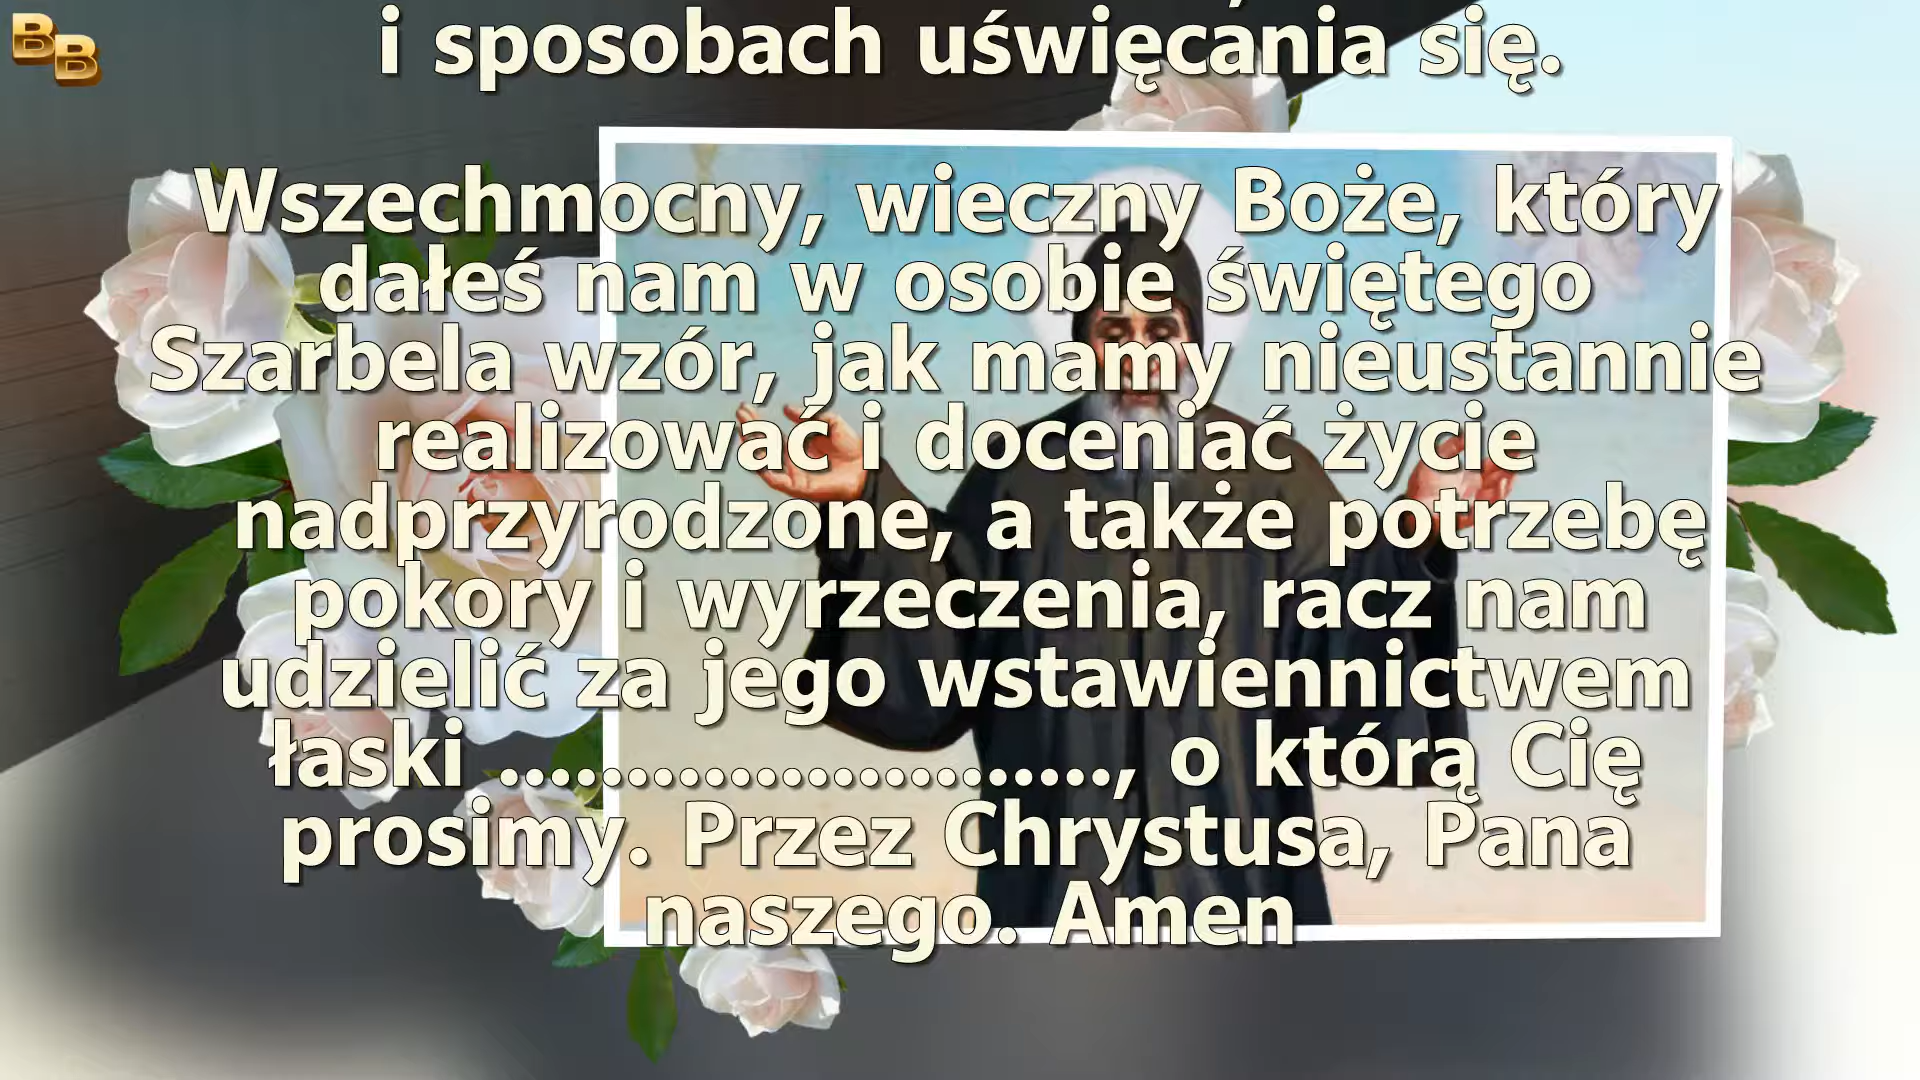 BB
i sposobach uświęcania się.
Wszechmocny, wieczny Boże, który
dałeś nam w osobie świętego
Szarbela wzór, jak mamy nieustannie
realizować i doceniać życie
nadprzyrodzone, a także potrzebę
pokory i wyrzeczenia, racz nam
udzielić za jego wstawiennictwem
łaski ........................, o którą Cię
prosimy. Przez Chrystusa, Pana
naszego. Amen